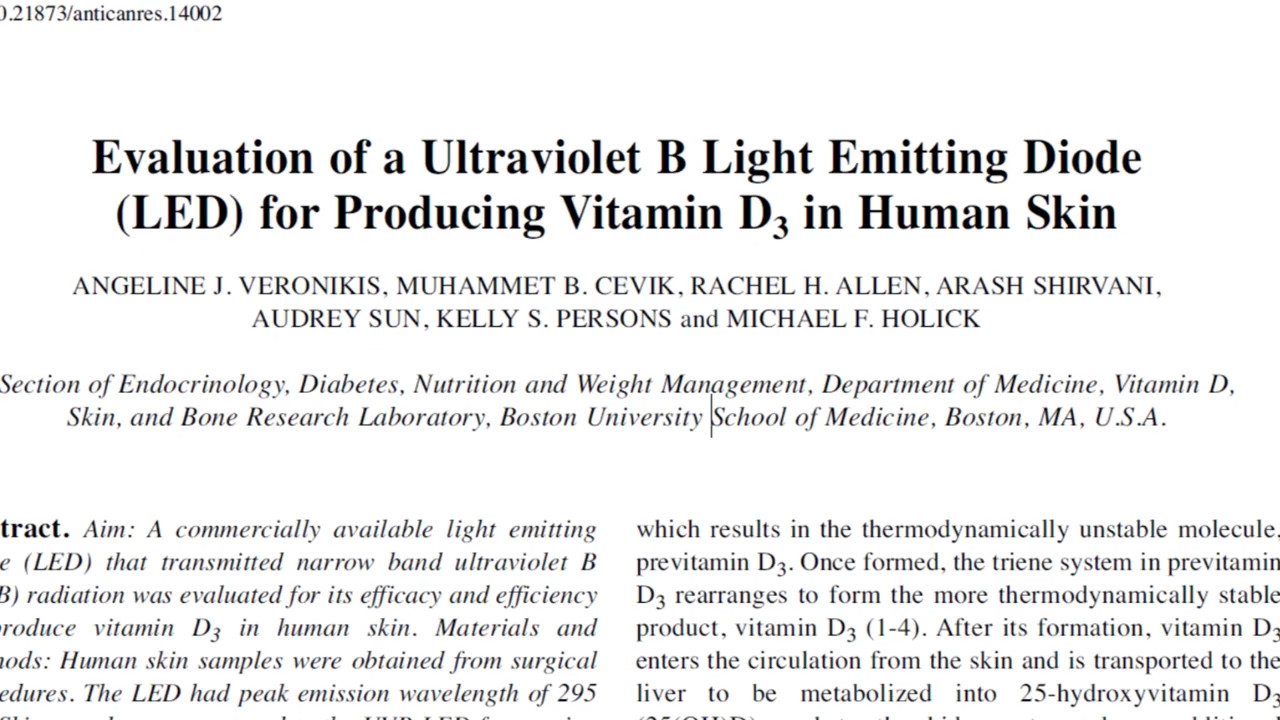 0.21873/anticanres.14002
Evaluation of a Ultraviolet B Light Emitting Diode
(LED) for Producing Vitamin D3 in Human Skin
ANGELINE J. VERONIKIS, MUHAMMET B. CEVIK, RACHEL H. ALLEN, ARASH SHIRVANI,
AUDREY SUN, KELLY S. PERSONS and MICHAEL F. HOLICK
Section of Endocrinology, Diabetes, Nutrition and Weight Management, Department of Medicine, Vitamin D,
Skin, and Bone Research Laboratory, Boston University School of Medicine, Boston, MA, U.S.A.
tract. Aim: A commercially available light emitting
e (LED) that transmitted narrow band ultraviolet B
B) radiation was evaluated for its efficacy and efficiency
roduce vitamin D3 in human skin. Materials and
ods: Human skin samples were obtained from surgical
edures. The LED had peak emission wavelength of 295
which results in the thermodynamically unstable molecule,
previtamin D3. Once formed, the triene system in previtamin
D3 rearranges to form the more thermodynamically stable
product, vitamin D3 (1-4). After its formation, vitamin D3
enters the circulation from the skin and is transported to the
liver to be metabolized into 25-hydroxyvitamin D3